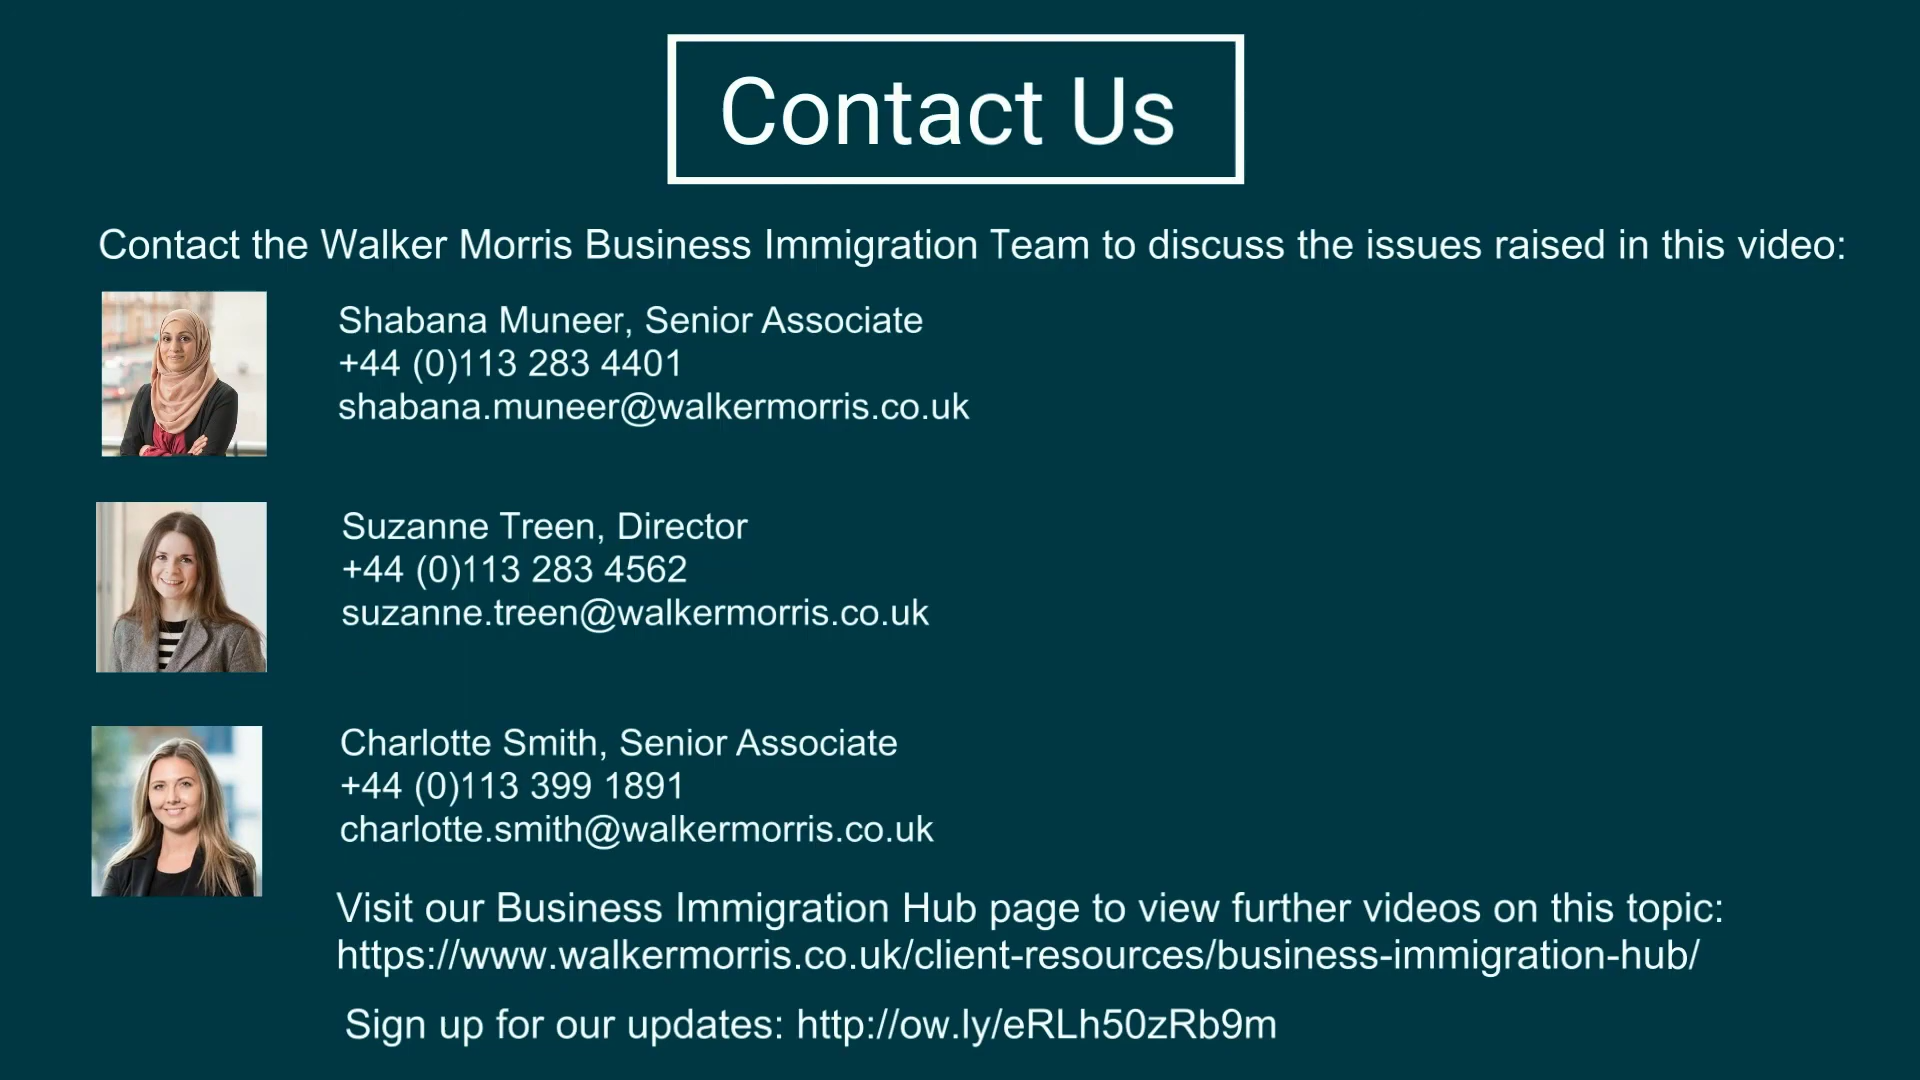 Contact Us
Contact the Walker Morris Business Immigration Team to discuss the issues raised in this video:
Shabana Muneer, Senior Associate
+44 (0)113 283 4401
shabana.muneer@walkermorris.co.uk
Suzanne Treen, Director
+44 (0)113 283 4562
suzanne.treen@walkermorris.co.uk
Charlotte Smith, Senior Associate
+44 (0)113 399 1891
charlotte.smith@walkermorris.co.uk
Visit our Business Immigration Hub page to view further videos on this topic:
https://www.walkermorris.co.uk/client-resources/business-immigration-hub/
Sign up for our updates: http://ow.ly/eRLh50zRb9m